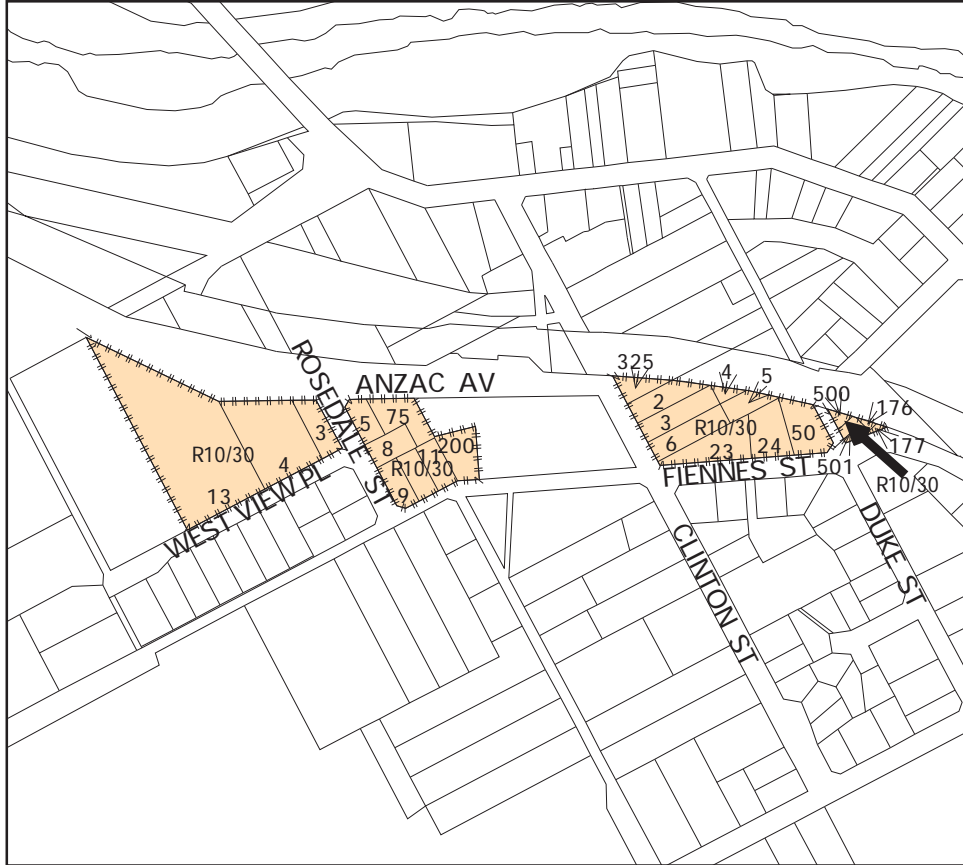 ROSEDALE ST
ANZAC AV
325
4
5
2
3
6
R10/30
23
24
50
500
176
177
501
R10/30
FIENNES ST
5
75
8
11
200
R10/30
9
3
R10/30
4
13
WEST VIEW PL
CLINTON ST
DUKE ST